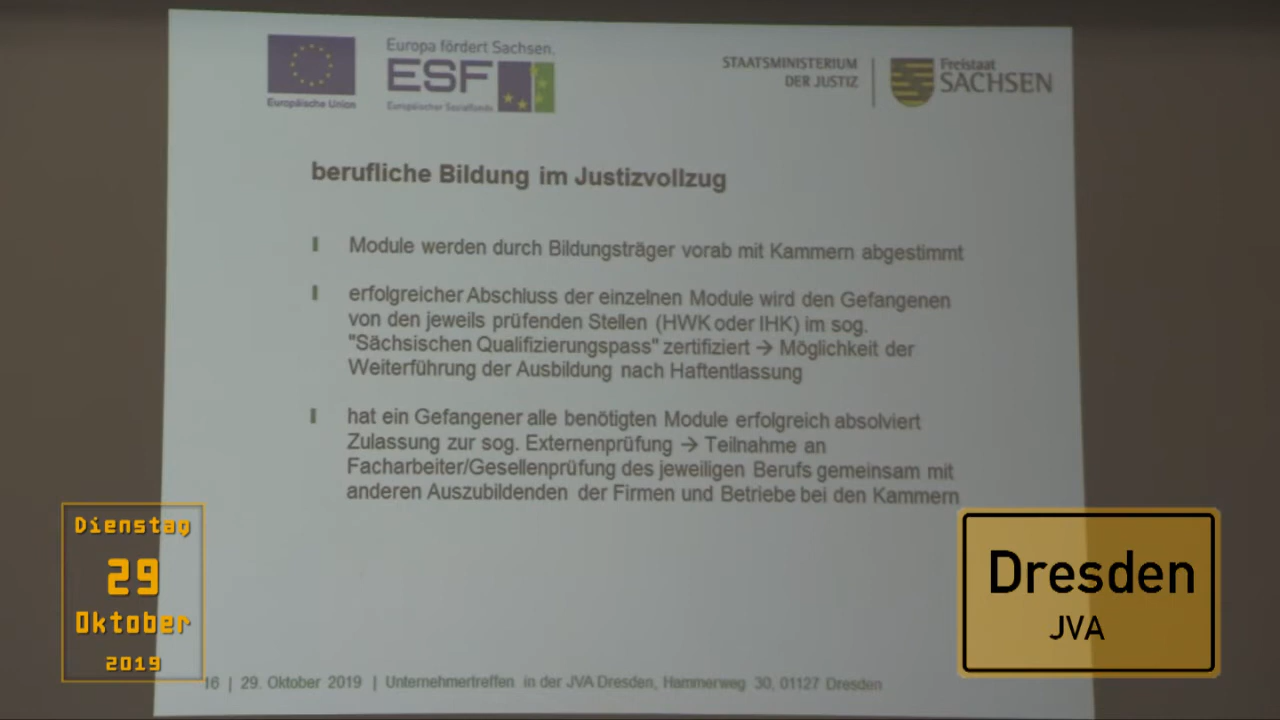 Europäische Union
Europa fördert Sachsen.
ESF
Europäischer Sozialfonds
STAATSMINISTERIUM
DER JUSTIZ
Freistaat
SACHSEN
berufliche Bildung im Justizvollzug
Module werden durch Bildungsträger vorab mit Kammern abgestimmt
erfolgreicher Abschluss der einzelnen Module wird den Gefangenen
von den jeweils prüfenden Stellen (HWK oder IHK) im sog.
"Sächsischen Qualifizierungspass" zertifiziert → Möglichkeit der
Weiterführung der Ausbildung nach Haftentlassung
hat ein Gefangener alle benötigten Module erfolgreich absolviert
Zulassung zur sog. Externenprüfung → Teilnahme an
Facharbeiter/Gesellenprüfung des jeweiligen Berufs gemeinsam mit
anderen Auszubildenden der Firmen und Betriebe bei den Kammern
Dienstag
29
Oktober
2019
Dresden
JVA
16 | 29. Oktober 2019 | Unternehmertreffen in der JVA Dresden, Hammerweg 30, 01127 Dresden